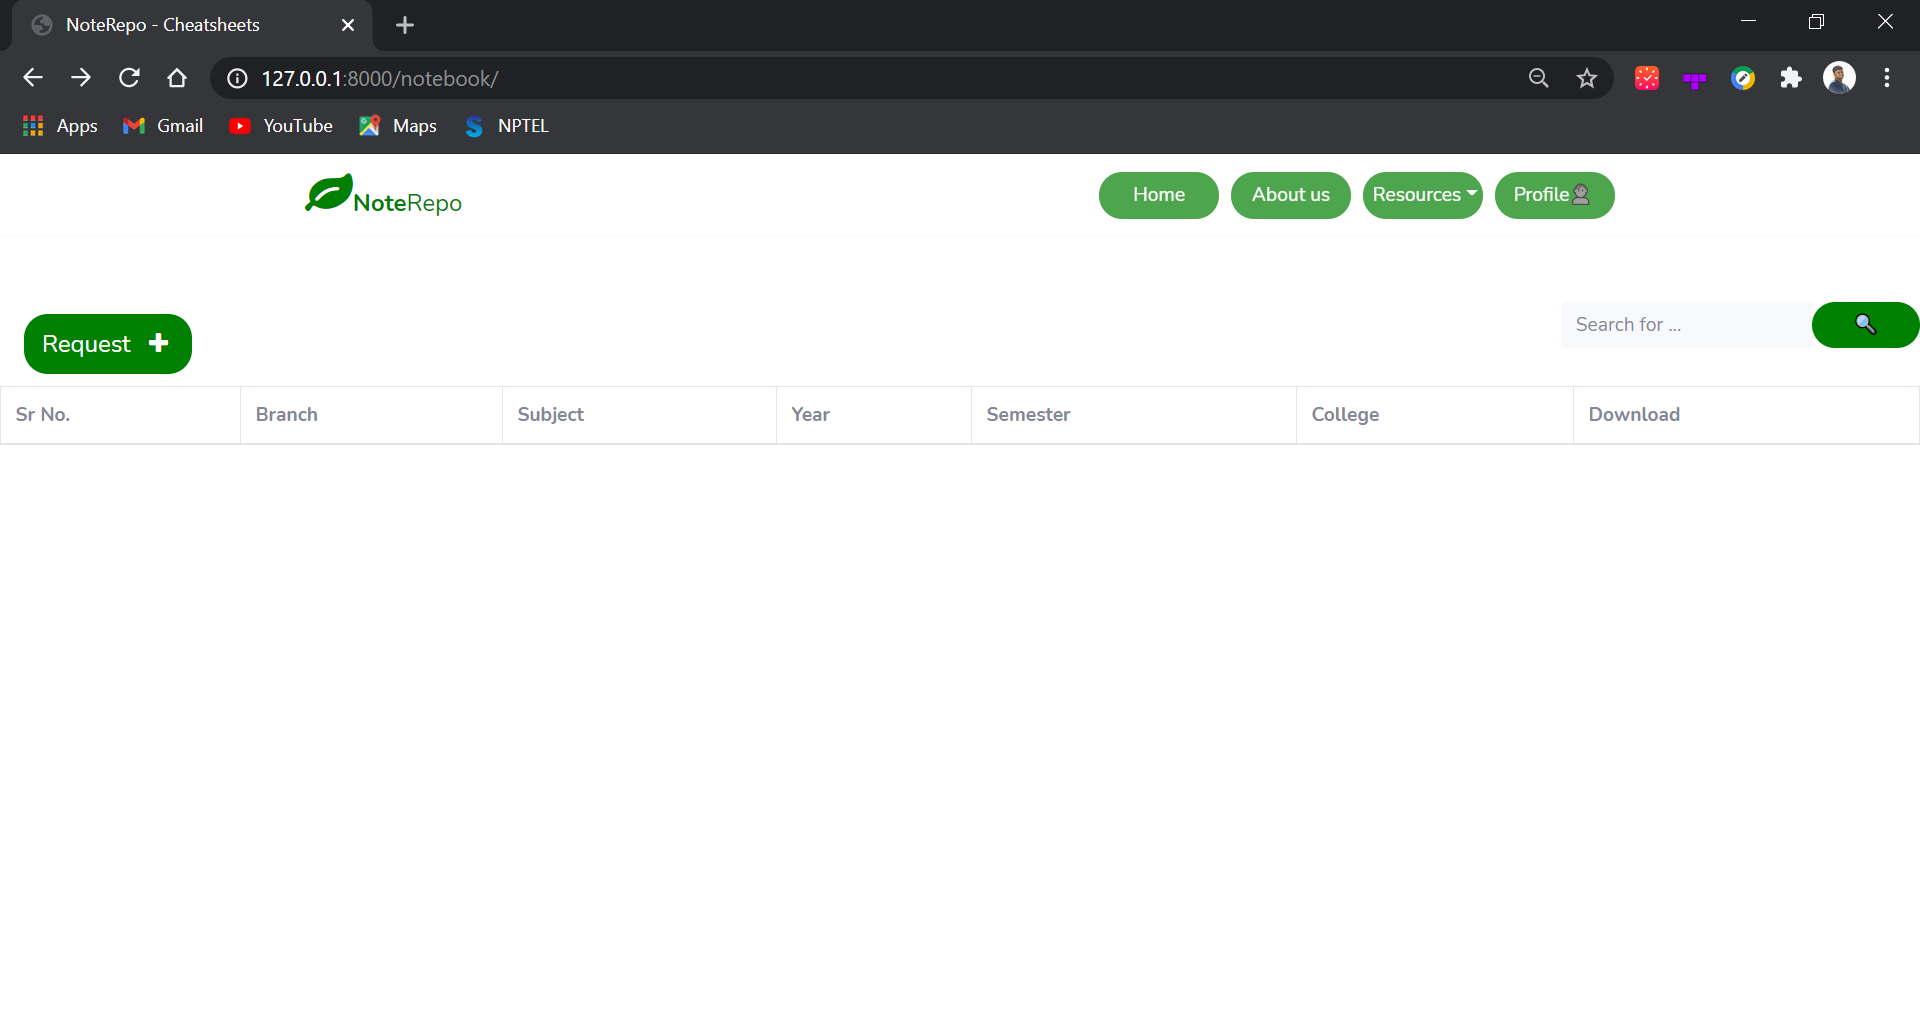 NoteRepo - Cheatsheets
127.0.0.1:8000/notebook/
Apps Gmail YouTube Maps NPTEL
NoteRepo Home About us Resources Profile
Request Search for ...
Sr No. Branch Subject Year Semester College Download